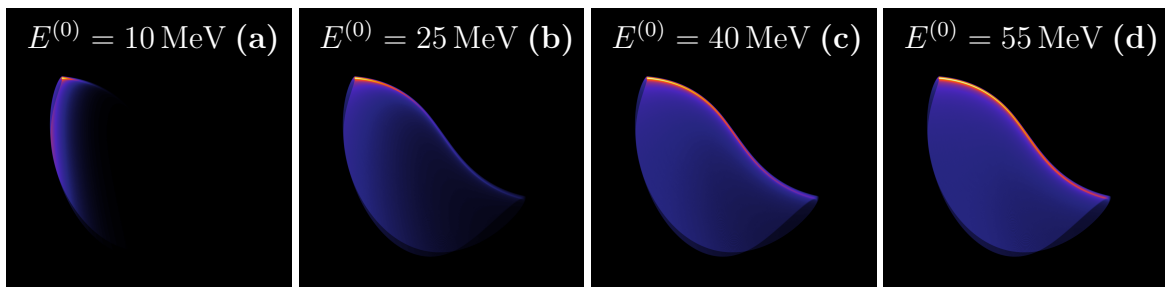 E^{(0)} = 10 MeV (a)
E^{(0)} = 25 MeV (b)
E^{(0)} = 40 MeV (c)
E^{(0)} = 55 MeV (d)